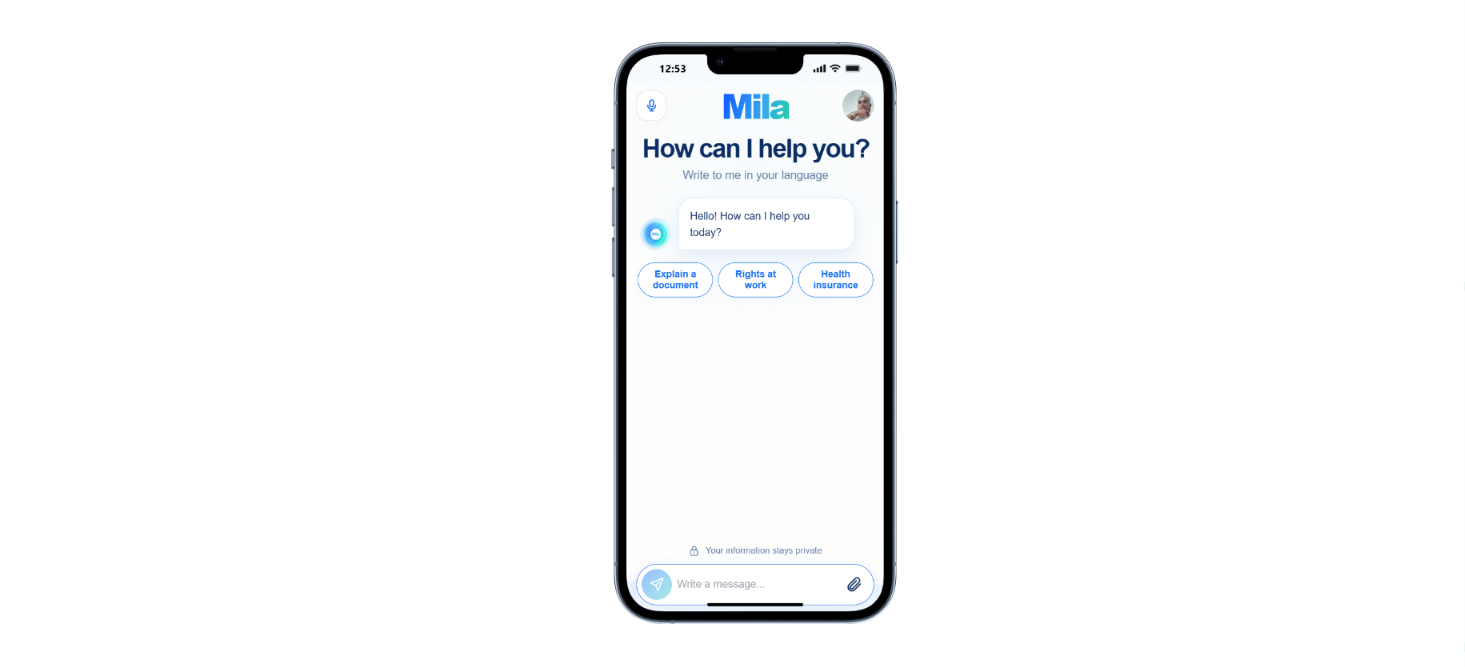 12:53
Mila
How can I help you?
Write to me in your language
Hello! How can I help you
today?
Explain a
document
Rights at
work
Health
insurance
Your information stays private
Write a message...